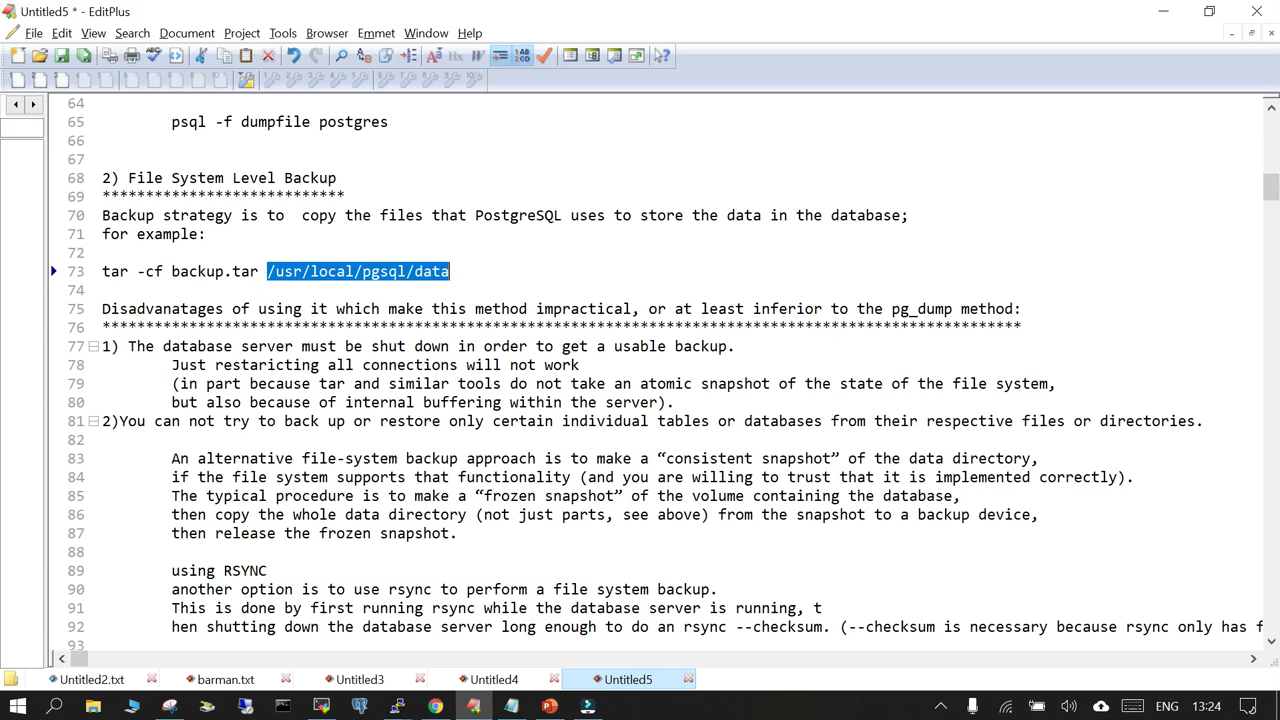 Untitled5 * - EditPlus
File Edit View Search Document Project Tools Browser Emmet Window Help
64
65 psql -f dumpfile postgres
66
67
68 2) File System Level Backup
69 ****************************
70 Backup strategy is to  copy the files that PostgreSQL uses to store the data in the database;
71 for example:
72
73 tar -cf backup.tar /usr/local/pgsql/data
74
75 Disadvanatages of using it which make this method impractical, or at least inferior to the pg_dump method:
76 **********************************************************************************************************
77 1) The database server must be shut down in order to get a usable backup.
78 Just restaricting all connections will not work
79 (in part because tar and similar tools do not take an atomic snapshot of the state of the file system,
80 but also because of internal buffering within the server).
81 2)You can not try to back up or restore only certain individual tables or databases from their respective files or directories.
82
83 An alternative file-system backup approach is to make a “consistent snapshot” of the data directory,
84 if the file system supports that functionality (and you are willing to trust that it is implemented correctly).
85 The typical procedure is to make a “frozen snapshot” of the volume containing the database,
86 then copy the whole data directory (not just parts, see above) from the snapshot to a backup device,
87 then release the frozen snapshot.
88
89 using RSYNC
90 another option is to use rsync to perform a file system backup.
91 This is done by first running rsync while the database server is running, t
92 hen shutting down the database server long enough to do an rsync --checksum. (--checksum is necessary because rsync only has f
93
Untitled2.txt barman.txt Untitled3 Untitled4 Untitled5
ENG 13:24